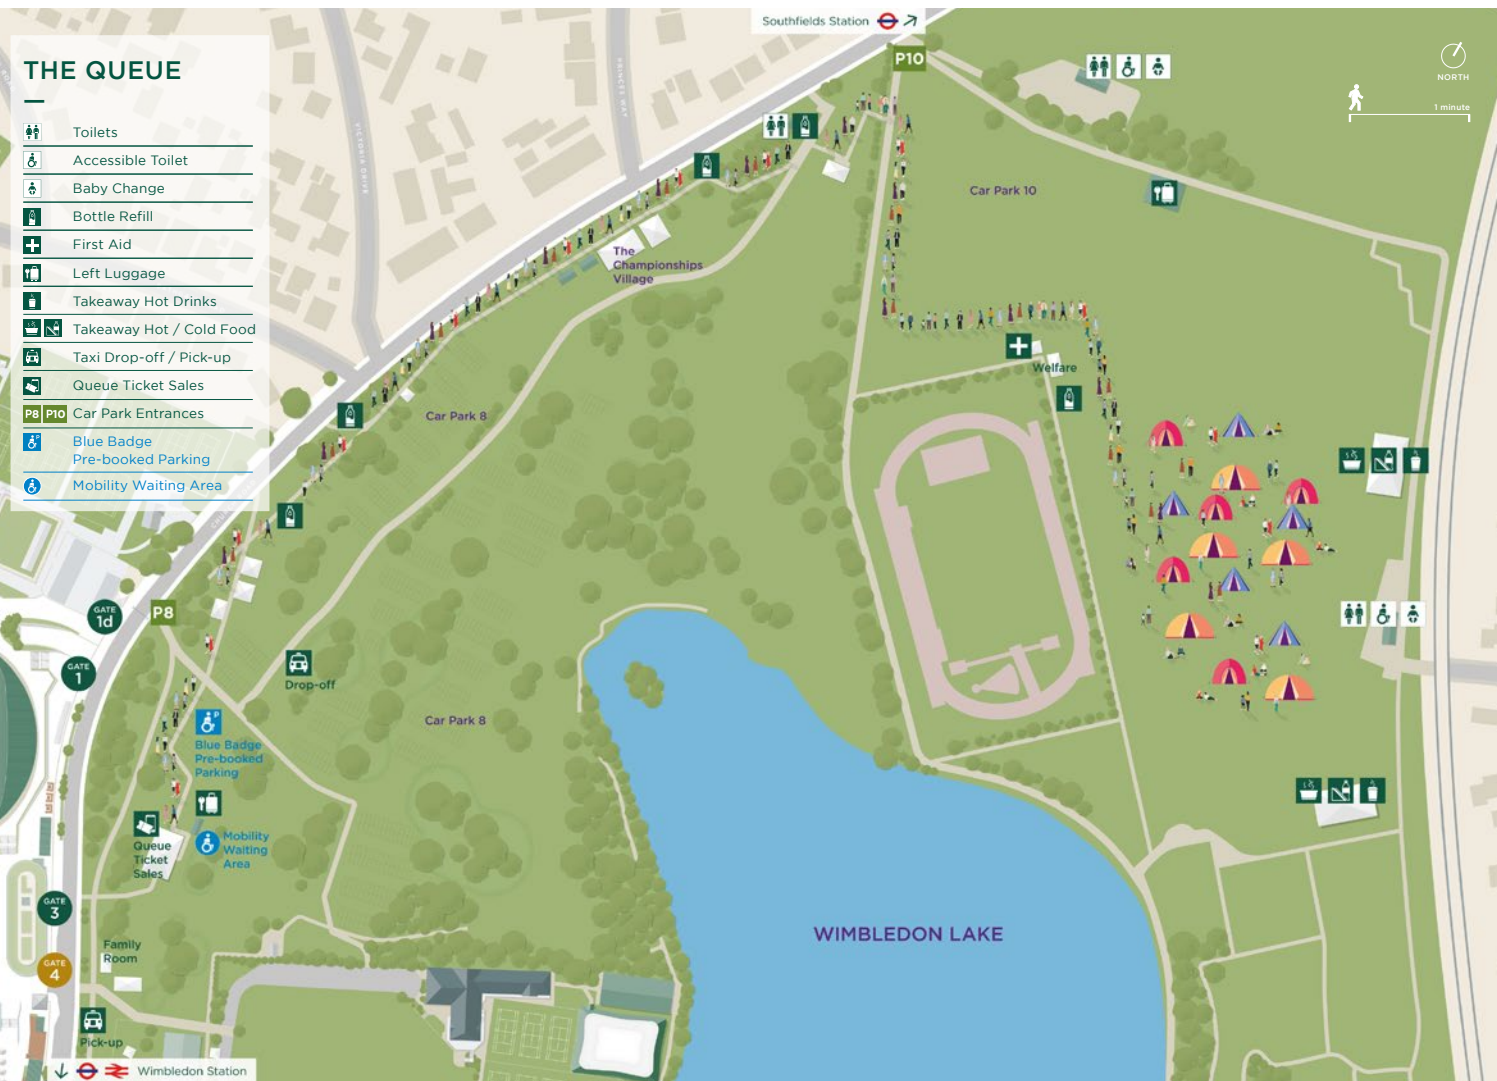 Southfields Station
THE QUEUE
Toilets
Accessible Toilet
Baby Change
Bottle Refill
First Aid
Left Luggage
Takeaway Hot Drinks
Takeaway Hot / Cold Food
Taxi Drop-off / Pick-up
Queue Ticket Sales
P8 P10 Car Park Entrances
P
Blue Badge
Pre-booked Parking
Mobility Waiting Area
PRINCES WAY
VICTORIA DRIVE
P10
NORTH
1 minute
Car Park 10
The
Championships
Village
Welfare
Car Park 8
P8
GATE
1d
GATE
1
Drop-off
Car Park 8
P
Blue Badge
Pre-booked
Parking
Mobility
Waiting
Area
Queue
Ticket
Sales
GATE
3
Family
Room
GATE
4
WIMBLEDON LAKE
Pick-up
Wimbledon Station